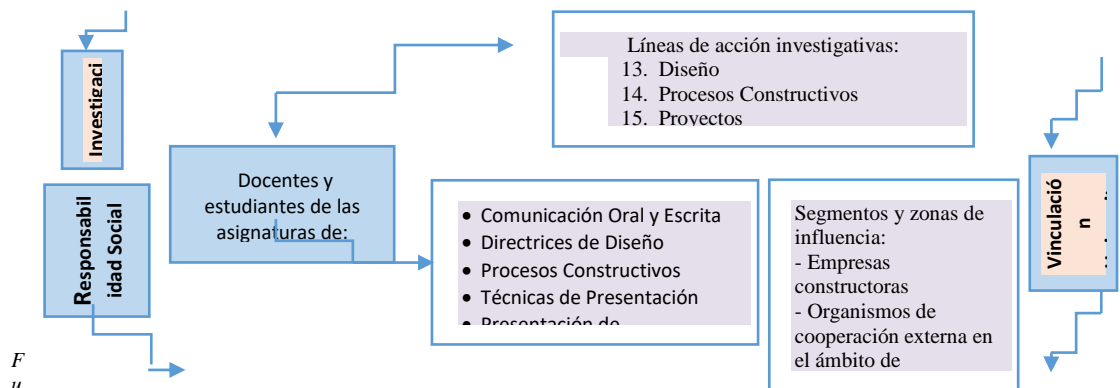 Investigaci
Responsabil
idad Social
Docentes y
estudiantes de las
asignaturas de:
Líneas de acción investigativas:
13. Diseño
14. Procesos Constructivos
15. Proyectos
• Comunicación Oral y Escrita
• Directrices de Diseño
• Procesos Constructivos
• Técnicas de Presentación
• Presentación de
Segmentos y zonas de
influencia:
- Empresas
constructoras
- Organismos de
cooperación externa en
el ámbito de
Vinculació
n
F
u